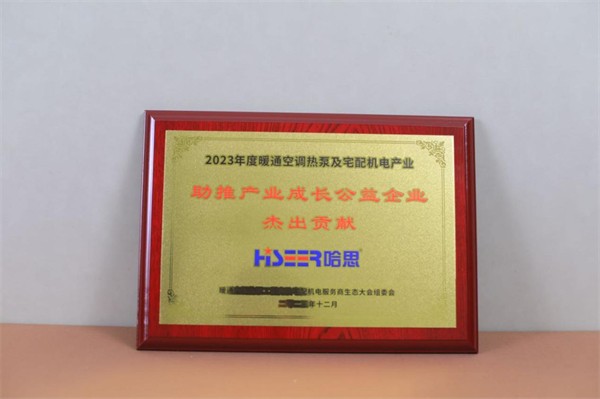 2023年度暖通空调热泵及宅配机电产业
助推产业成长公益企业
杰出贡献
HiSEER哈思
暖通 机电服务商生态大会组委会
年十二月